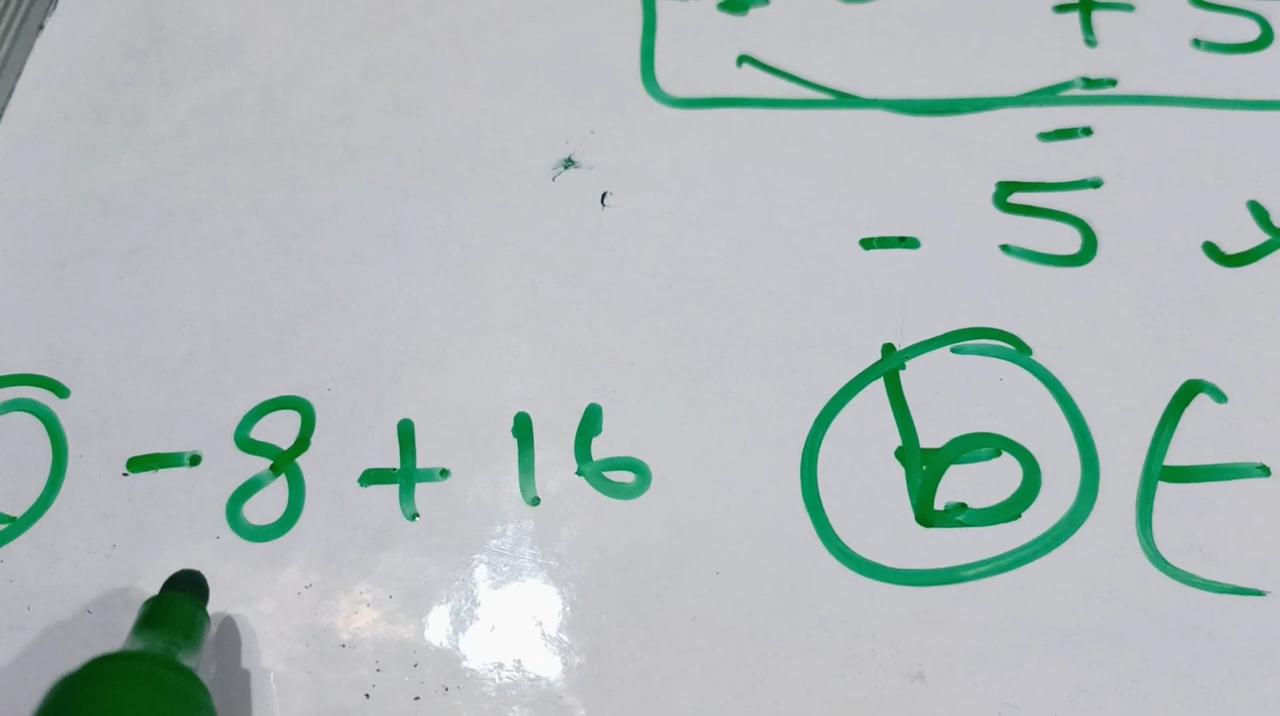 + 5
- 5
- 8 + 16 b (-